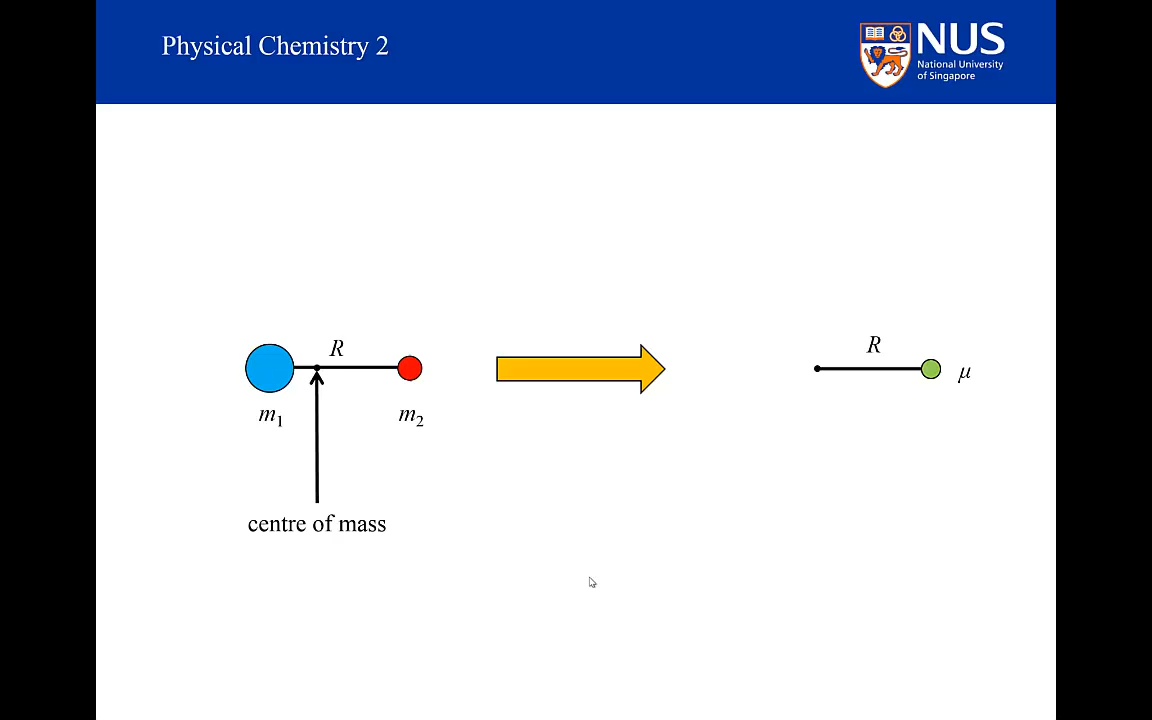 Physical Chemistry 2
NUS
National University
of Singapore
R
R
μ
m1
m2
centre of mass